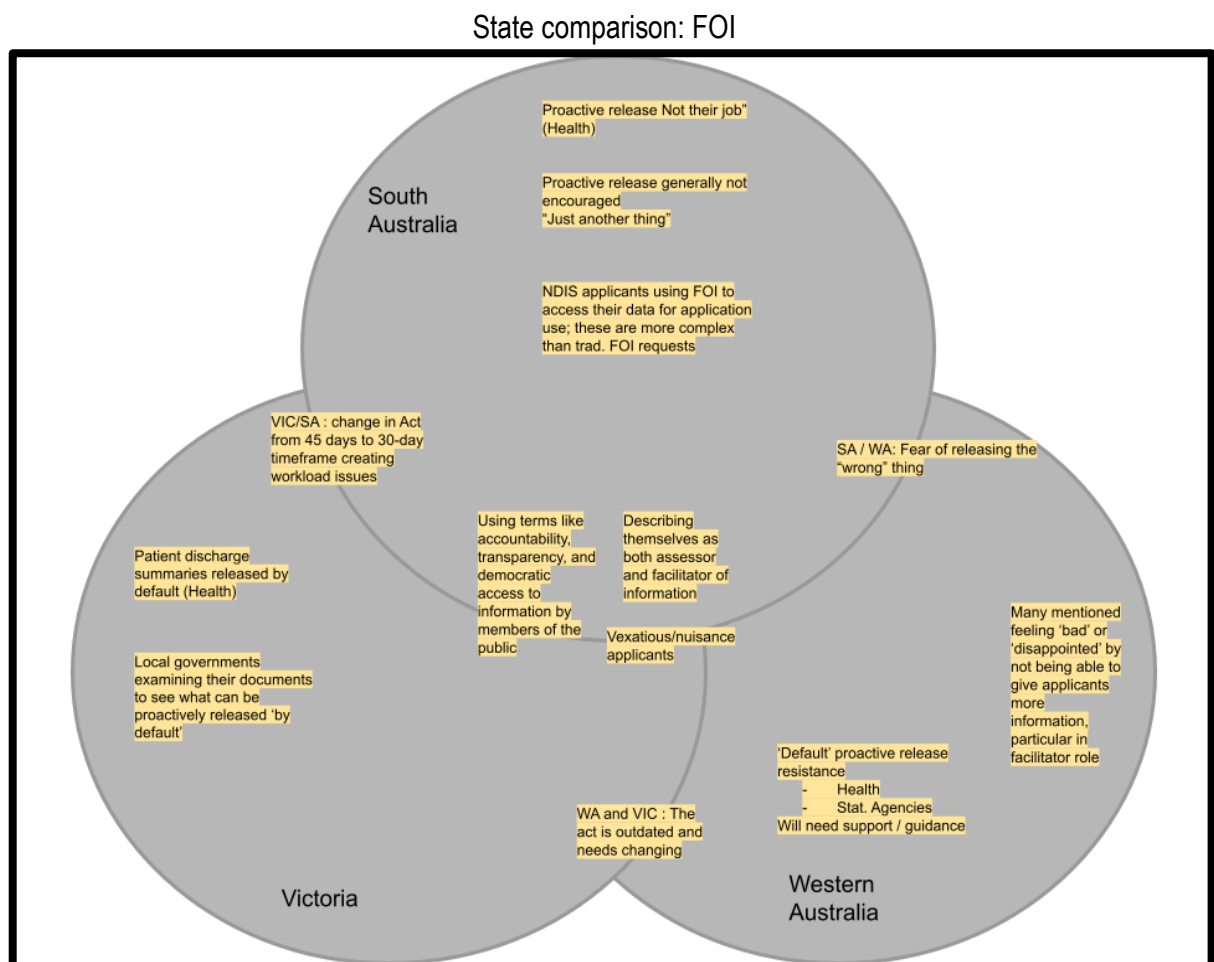 State comparison: FOI
Proactive release Not their job”
(Health)
South
Australia
Proactive release generally not
encouraged
“Just another thing”
NDIS applicants using FOI to
access their data for application
use; these are more complex
than trad. FOI requests
VIC/SA : change in Act
from 45 days to 30-day
timeframe creating
workload issues
SA / WA: Fear of releasing the
“wrong” thing
Using terms like
accountability,
transparency, and
democratic
access to
information by
members of the
public
Describing
themselves as
both assessor
and facilitator of
information
Vexatious/nuisance
applicants
Patient discharge
summaries released by
default (Health)
Local governments
examining their documents
to see what can be
proactively released ‘by
default’
Many mentioned
feeling ‘bad’ or
‘disappointed’ by
not being able to
give applicants
more
information,
particular in
facilitator role
‘Default’ proactive release
resistance
- Health
- Stat. Agencies
Will need support / guidance
WA and VIC : The
act is outdated and
needs changing
Victoria
Western
Australia